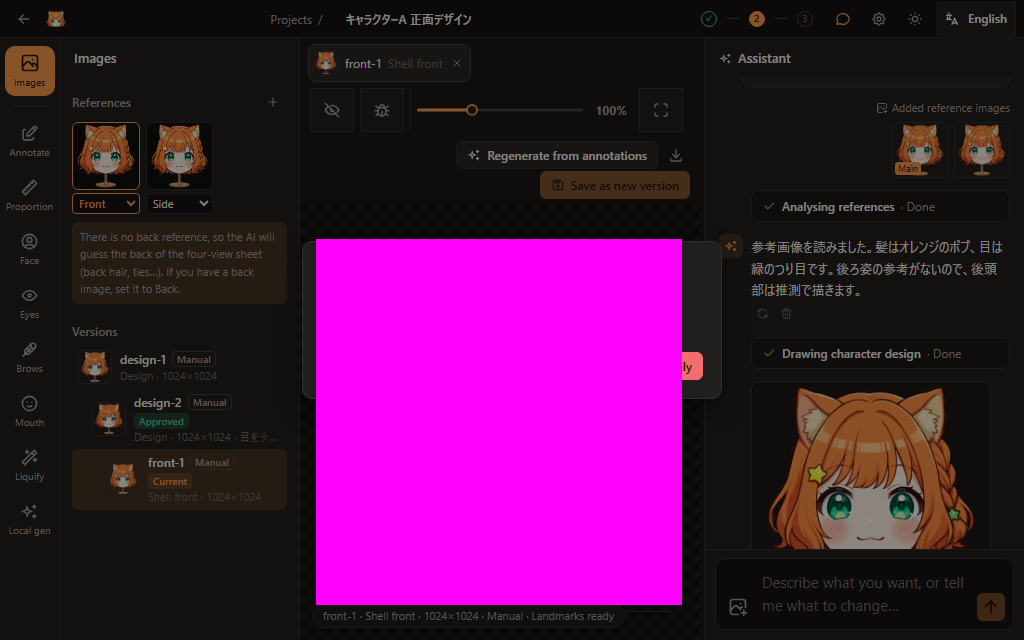 Projects /
キャラクターA 正面デザイン
2
3
English
Images
Annotate
Proportion
Face
Eyes
Brows
Mouth
Liquify
Local gen
Images
References
Front
Side
There is no back reference, so the AI will
guess the back of the four-view sheet
(back hair, ties...). If you have a back
image, set it to Back.
Versions
design-1 Manual
Design · 1024×1024
design-2 Manual
Approved
Design · 1024×1024 · 目を少…
front-1 Manual
Current
Shell front · 1024×1024
front-1 Shell front
100%
Regenerate from annotations
Save as new version
ly
front-1 · Shell front · 1024×1024 · Manual · Landmarks ready
Assistant
Added reference images
Main
Analysing references · Done
参考画像を読みました。髪はオレンジのボブ、目は
緑のつり目です。後ろ姿の参考がないので、後頭
部は推測で描きます。
Drawing character design · Done
Describe what you want, or tell
me what to change...